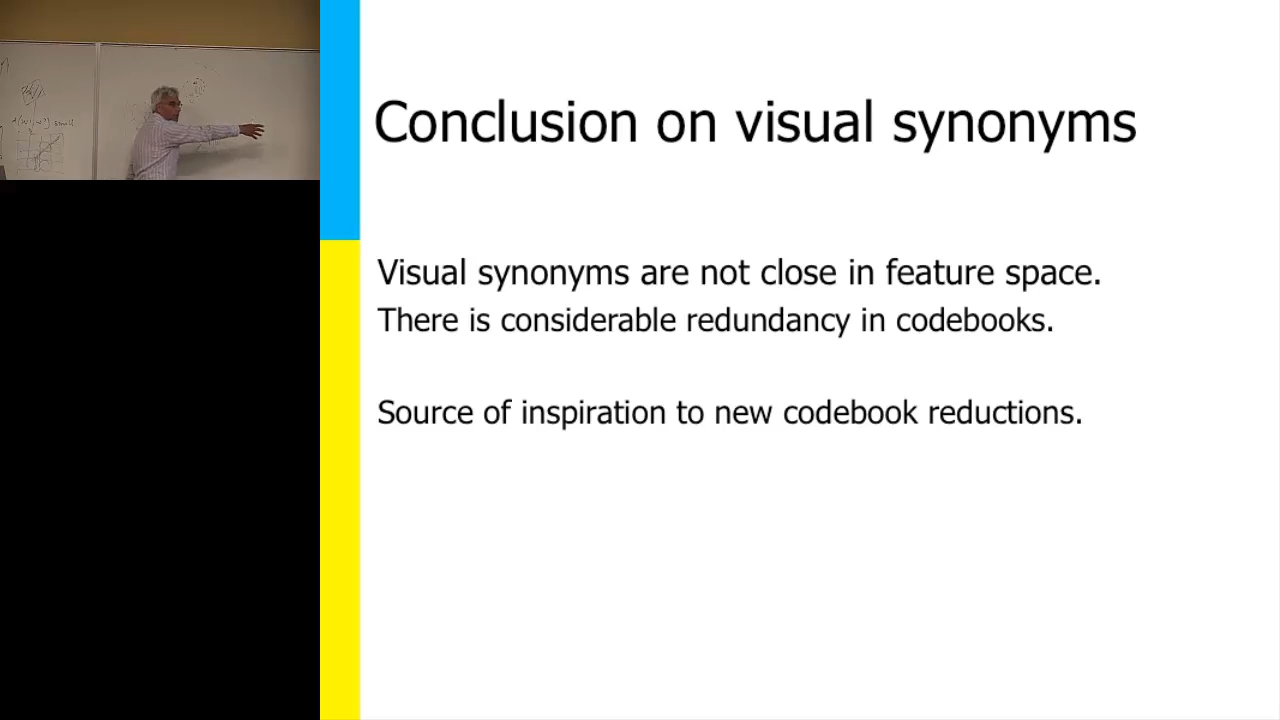 Conclusion on visual synonyms
Visual synonyms are not close in feature space.
There is considerable redundancy in codebooks.
Source of inspiration to new codebook reductions.